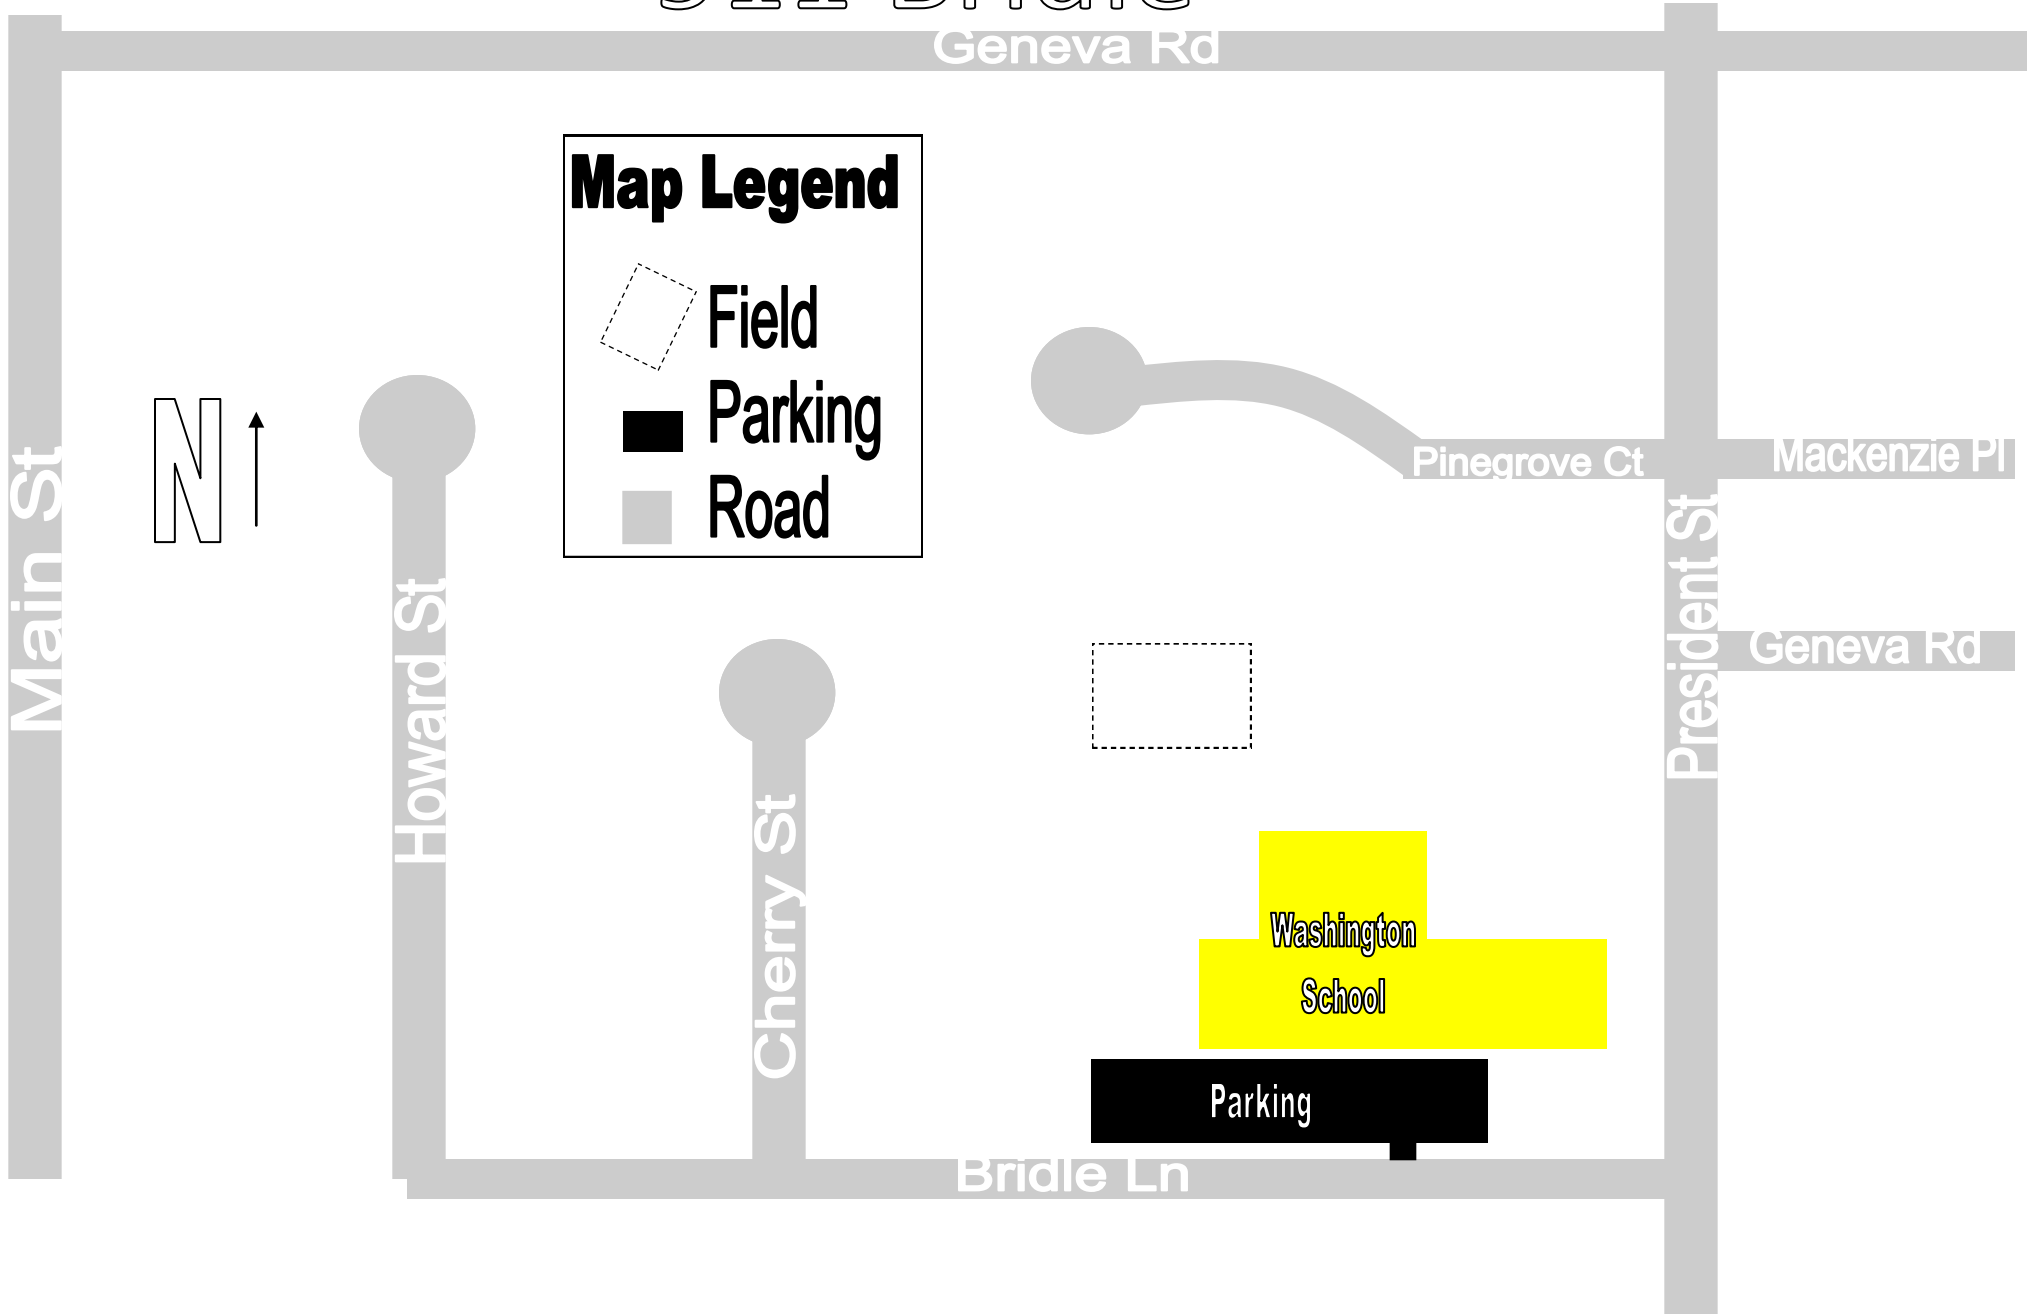 Bridle
Geneva Rd
Map Legend
Field
Parking
Road
N
Main St
Howard St
Cherry St
Pinegrove Ct
Mackenzie Pl
President St
Geneva Rd
Washington
School
Parking
Bridle Ln